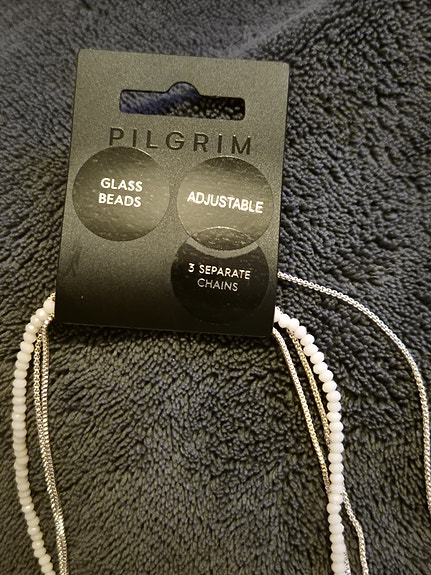 PILGRIM
GLASS
BEADS
ADJUSTABLE
3 SEPARATE
CHAINS